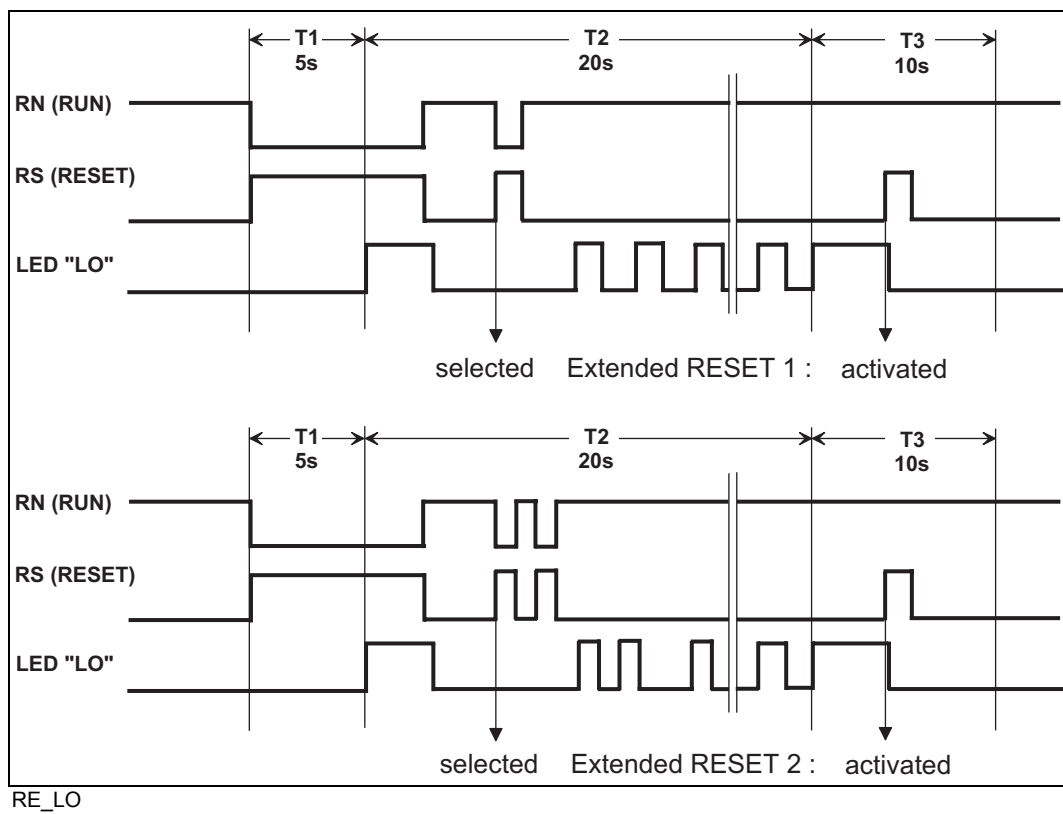 T1 T2 T3
5s 20s 10s
RN (RUN)
RS (RESET)
LED "LO"
selected Extended RESET 1 : activated
T1 T2 T3
5s 20s 10s
RN (RUN)
RS (RESET)
LED "LO"
selected Extended RESET 2 : activated
RE_LO